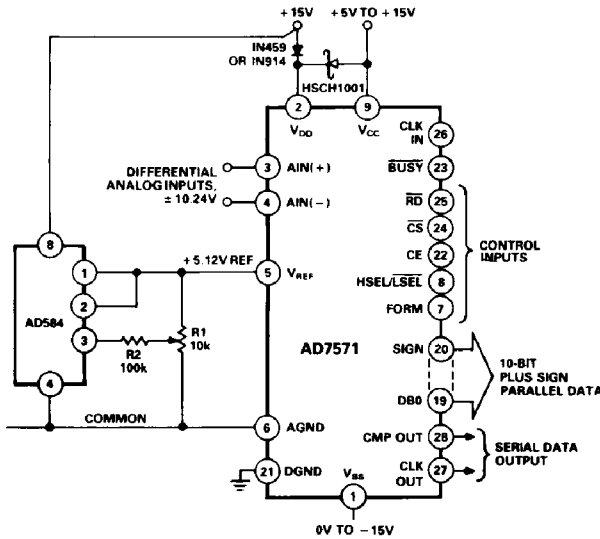 + 15V
+5V TO + 15V
IN459
OR IN914
HSCH1001
2
9
VDD
VCC
CLK
IN
26
BUSY
23
DIFFERENTIAL
ANALOG INPUTS,
± 10.24V
3
AIN(+)
4
AIN(−)
RD
25
CS
24
CE
22
HSEL/LSEL
8
FORM
7
CONTROL
INPUTS
8
1
2
3
4
AD584
+ 5.12V REF
5
VREF
R1
10k
R2
100k
AD7571
SIGN
20
DB0
19
10-BIT
PLUS SIGN
PARALLEL DATA
COMMON
6
AGND
21
DGND
CMP OUT
28
CLK
OUT
27
SERIAL DATA
OUTPUT
VSS
1
0V TO − 15V